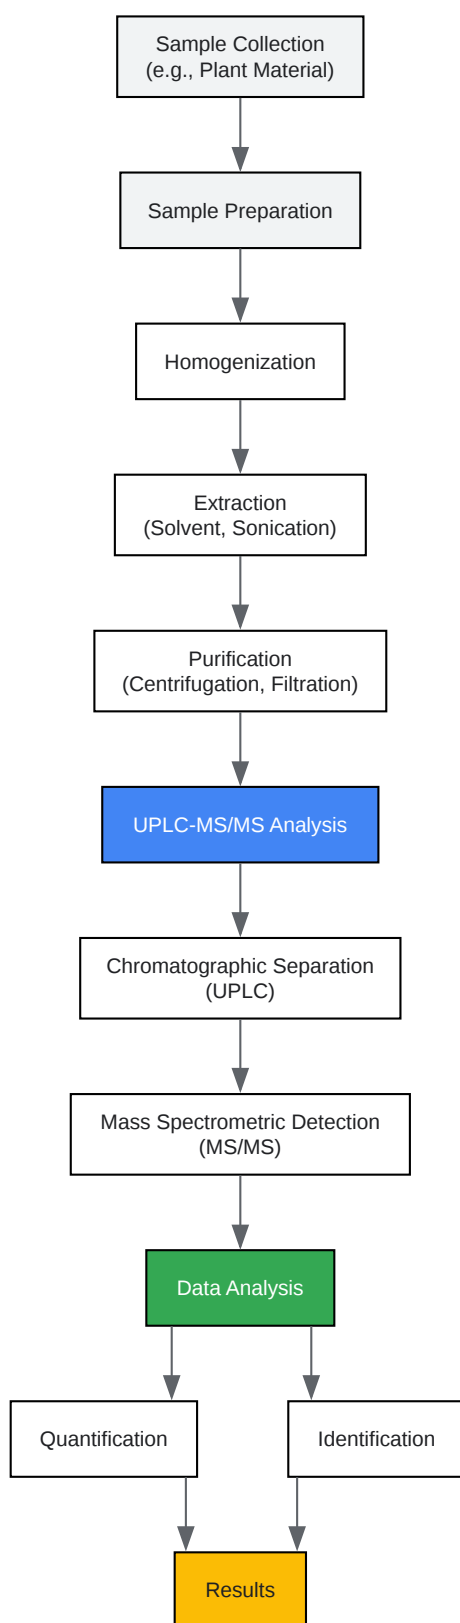 Sample Collection
(e.g., Plant Material)
Sample Preparation
Homogenization
Extraction
(Solvent, Sonication)
Purification
(Centrifugation, Filtration)
UPLC-MS/MS Analysis
Chromatographic Separation
(UPLC)
Mass Spectrometric Detection
(MS/MS)
Data Analysis
Quantification
Identification
Results